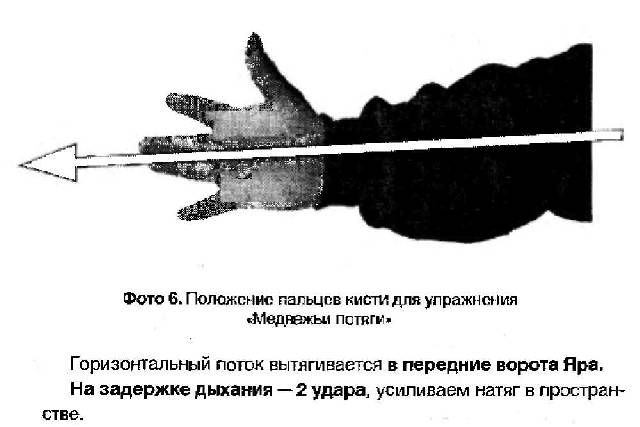 Фото 6. Положение пальцев кисти для упражнения
«Медвежьи потяги»
Горизонтальный поток вытягивается в передние ворота Яра.
На задержке дыхания — 2 удара, усиливаем натяг в простран-
стве.